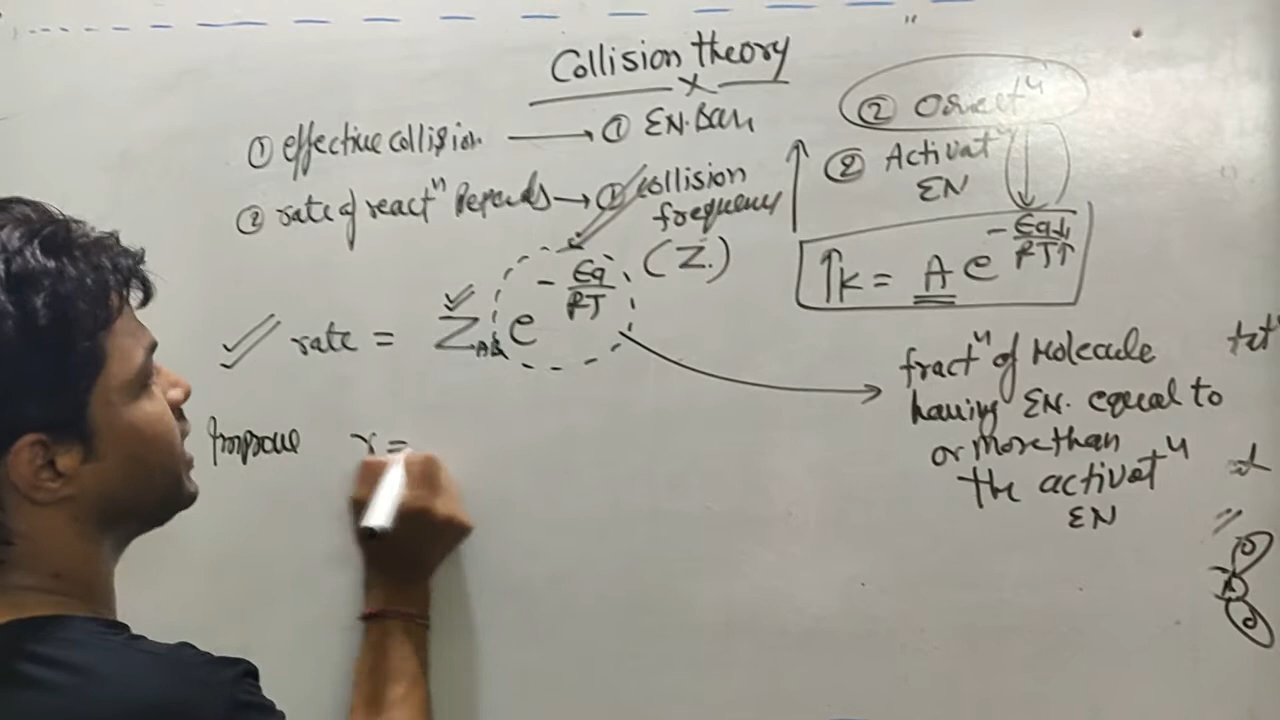 Collision theory
① effective collision → ① EN. Barr
② Orient^n
② rate of react^n Depends → ① collision frequency (Z.)
② Activat^n EN
↑K = A e^-Ea↓/RT↑
rate = Z_AB e^-Ea/RT
fract^n of Molecule
having EN. equal to
or more than
the activat^n
EN
Improve r =